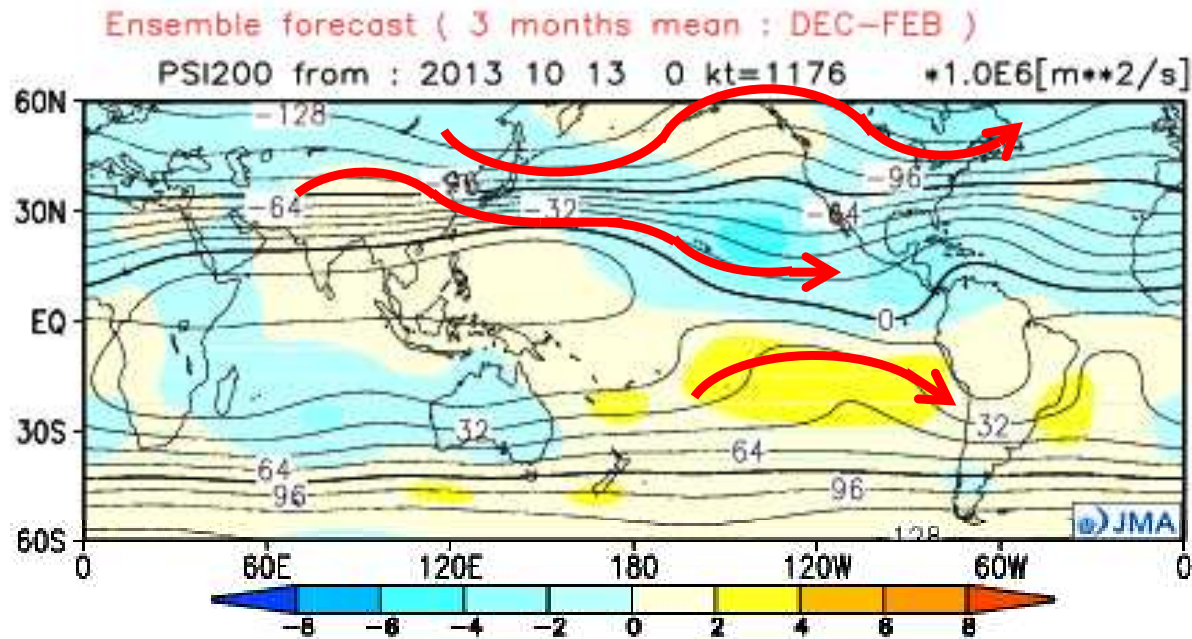 Ensemble forecast ( 3 months mean : DEC-FEB )
PSI200 from : 2013 10 13 0 kt=1176 *1.0E6[m**2/s]
60N
-128
-96
-96
30N
-64
-32
-64
EQ
0
30S
32
32
64
64
96
96
60S
128
JMA
0 60E 120E 180 120W 60W 0
-8 -6 -4 -2 0 2 4 6 8